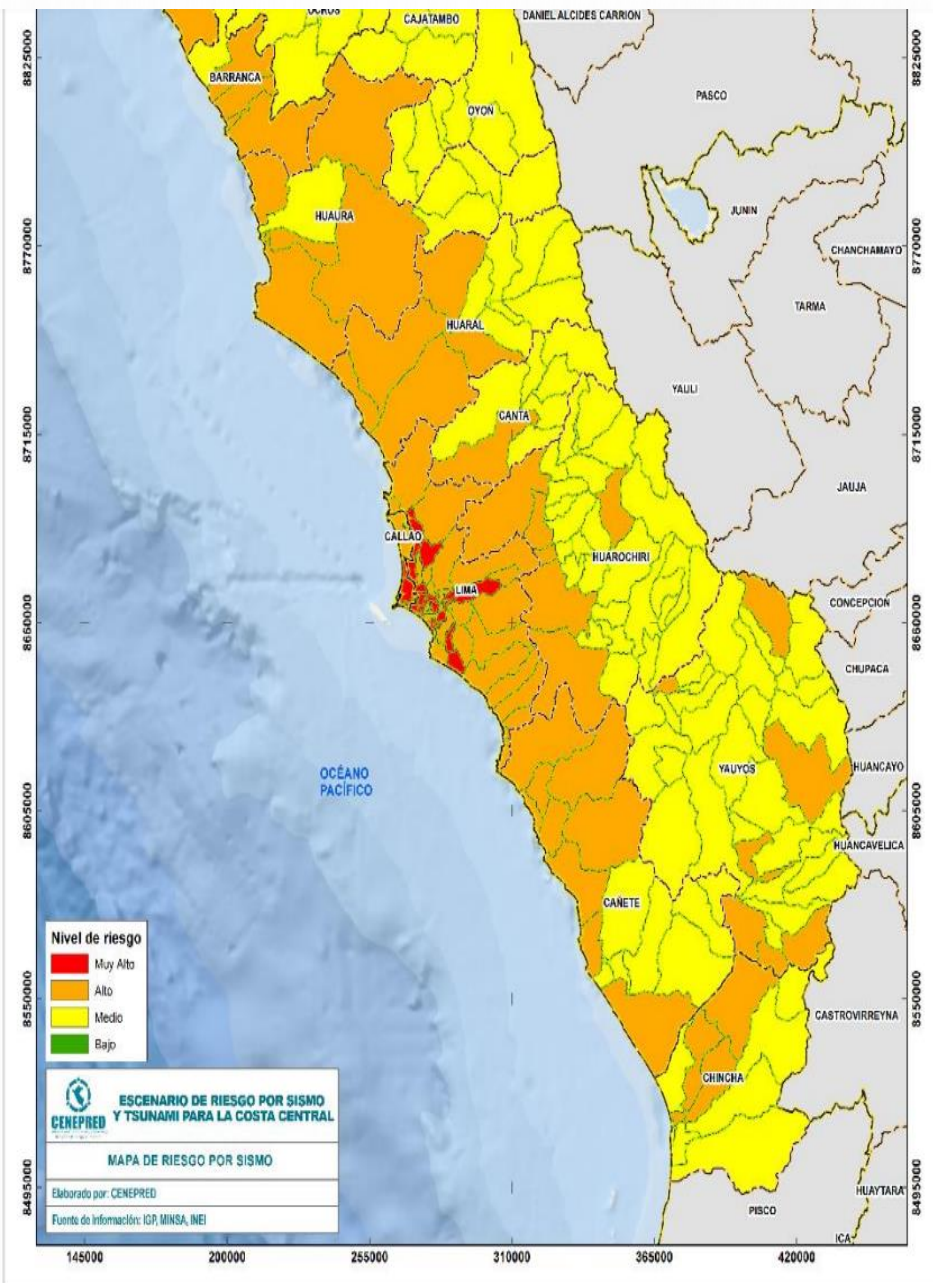 OCROS
CAJATAMBO
DANIEL ALCIDES CARRION
8825000
8825000
BARRANCA
PASCO
OYON
JUNIN
HUAURA
8770000
8770000
CHANCHAMAYO
TARMA
HUARAL
YAULI
CANTA
8715000
8715000
JAUJA
CALLAO
HUAROCHIRI
LIMA
CONCEPCION
8660000
8660000
CHUPACA
OCÉANO
PACÍFICO
YAUYOS
HUANCAYO
8605000
8605000
HUANCAVELICA
CAÑETE
Nivel de riesgo
Muy Alto
Alto
Medio
Bajo
8550000
8550000
CASTROVIRREYNA
CHINCHA
CENEPRED
ESCENARIO DE RIESGO POR SISMO
Y TSUNAMI PARA LA COSTA CENTRAL
MAPA DE RIESGO POR SISMO
Elaborado por: CENEPRED
Fuente de información: IGP, MINSA, INEI
8495000
8495000
HUAYTARA
PISCO
ICA
145000
200000
255000
310000
365000
420000